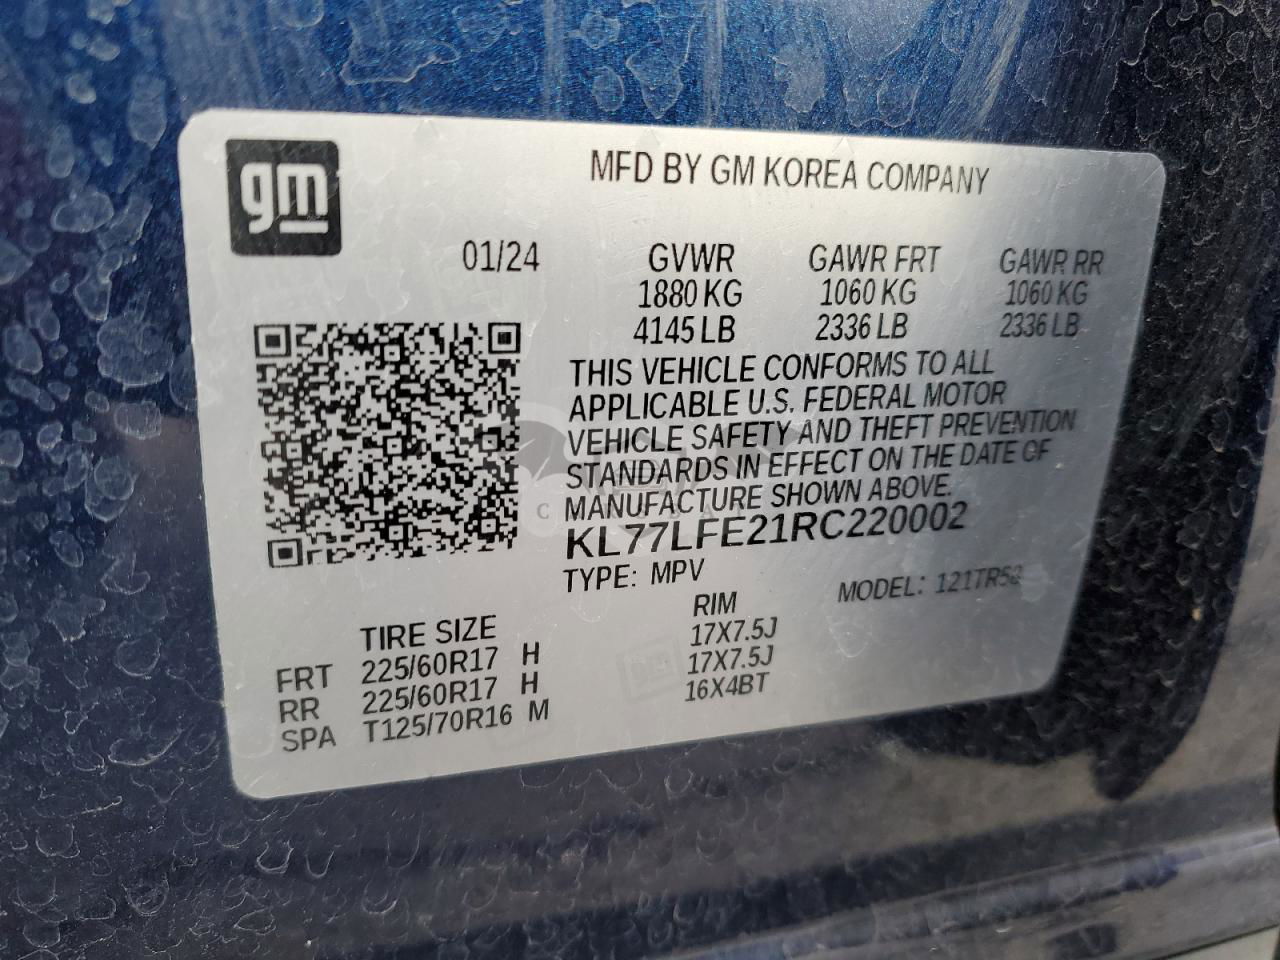 gm
MFD BY GM KOREA COMPANY
01/24 GVWR GAWR FRT GAWR RR
1880 KG 1060 KG 1060 KG
4145 LB 2336 LB 2336 LB
THIS VEHICLE CONFORMS TO ALL
APPLICABLE U.S. FEDERAL MOTOR
VEHICLE SAFETY AND THEFT PREVENTION
STANDARDS IN EFFECT ON THE DATE OF
MANUFACTURE SHOWN ABOVE.
KL77LFE21RC220002
TYPE: MPV MODEL:
TIRE SIZE RIM
FRT 225/60R17 H 17X7.5J
RR 225/60R17 H 17X7.5J
SPA T125/70R16 M 16X4BT